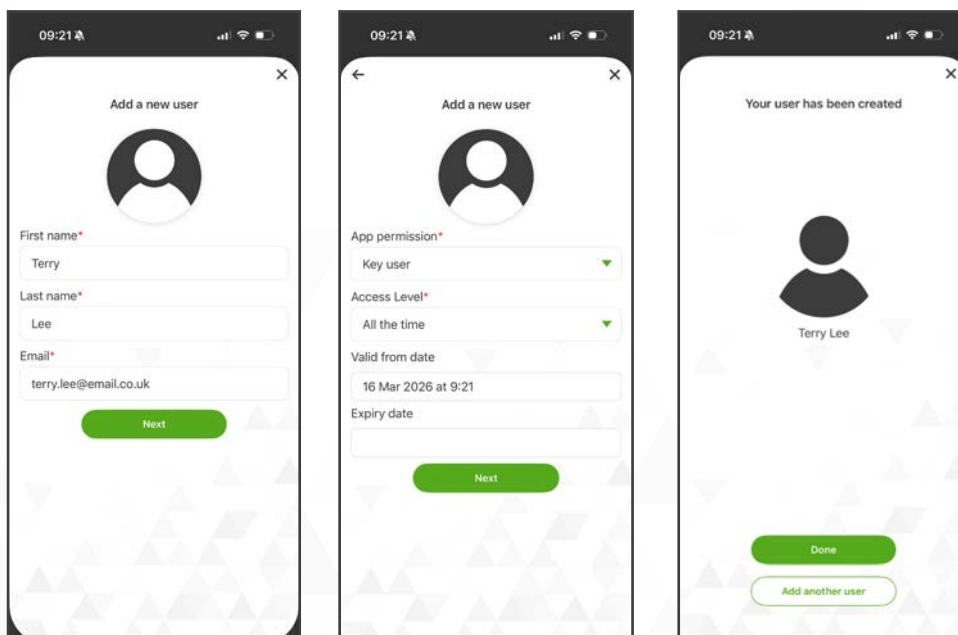 09:21
Add a new user
First name*
Terry
Last name*
Lee
Email*
terry.lee@email.co.uk
Next
09:21
Add a new user
App permission*
Key user
Access Level*
All the time
Valid from date
16 Mar 2026 at 9:21
Expiry date
Next
09:21
Your user has been created
Terry Lee
Done
Add another user